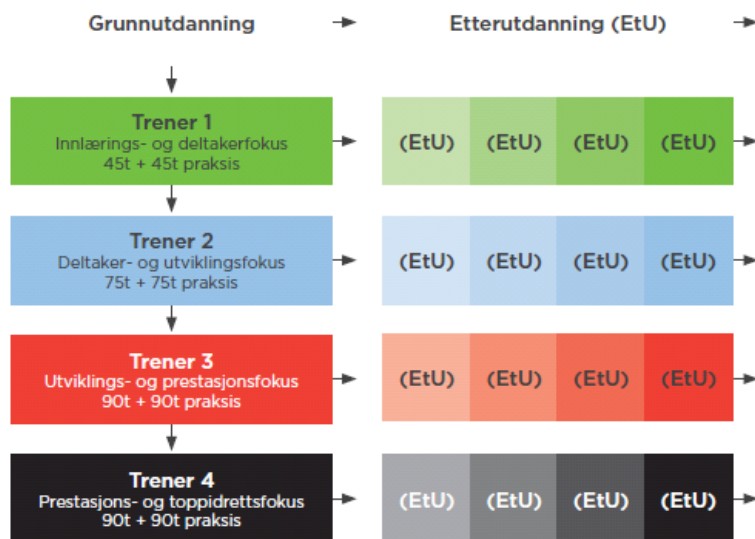 Grunnutdanning
Etterutdanning (EtU)
Trener 1
Innlærings- og deltakerfokus
45t + 45t praksis
(EtU) (EtU) (EtU) (EtU)
Trener 2
Deltaker- og utviklingsfokus
75t + 75t praksis
(EtU) (EtU) (EtU) (EtU)
Trener 3
Utviklings- og prestasjonsfokus
90t + 90t praksis
(EtU) (EtU) (EtU) (EtU)
Trener 4
Prestasjons- og toppidrettsfokus
90t + 90t praksis
(EtU) (EtU) (EtU) (EtU)